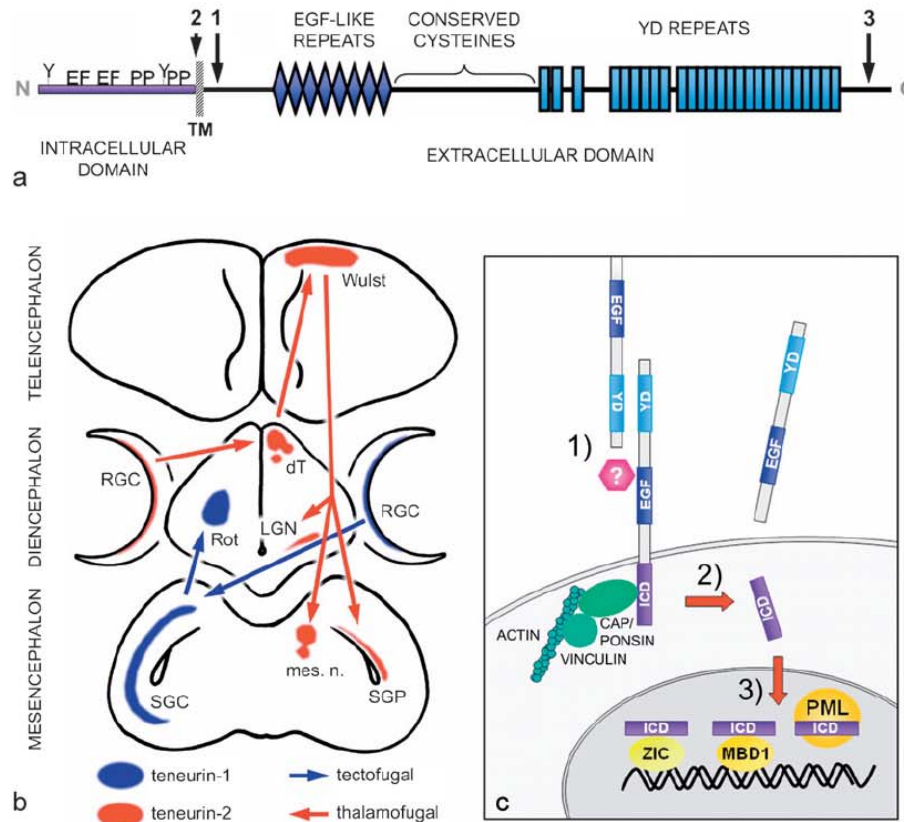 2 1 3
EGF-LIKE
REPEATS
CONSERVED
CYSTEINES
YD REPEATS
Y EF EF PP Y PP
N
TM
INTRACELLULAR
DOMAIN
EXTRACELLULAR DOMAIN
a
TELENCEPHALON
DIENCEPHALON
MESENCEPHALON
Wulst
RGC
dT
LGN
Rot
RGC
mes. n.
SGC
SGP
teneurin-1
tectofugal
teneurin-2
thalamofugal
b
EGF
YD
YD
EGF
ICD
YD
EGF
1)
?
2)
ICD
CAP/
PONSIN
ACTIN
VINCULIN
3)
PML
ICD
ICD
ICD
ZIC
MBD1
c